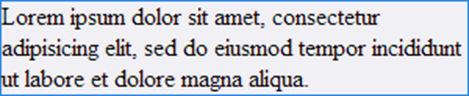 Lorem ipsum dolor sit amet, consectetur
adipisicing elit, sed do eiusmod tempor incididunt
ut labore et dolore magna aliqua.